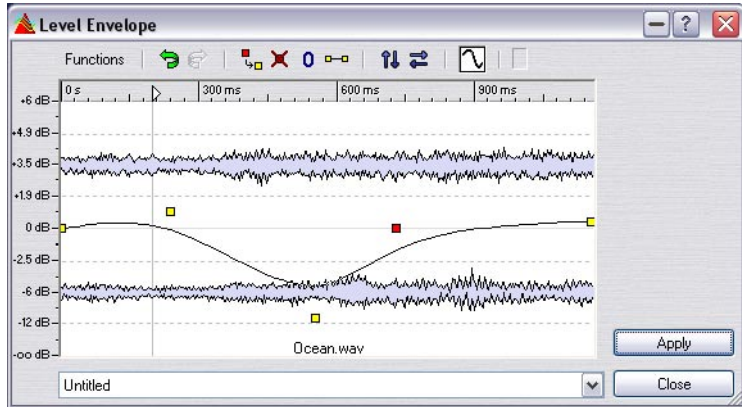 Level Envelope
?
Functions
0
0 s
300 ms
600 ms
900 ms
+6 dB
+4.9 dB
+3.5 dB
+1.9 dB
0 dB
-2.5 dB
-6 dB
-12 dB
-oo dB
Ocean.wav
Apply
Untitled
Close